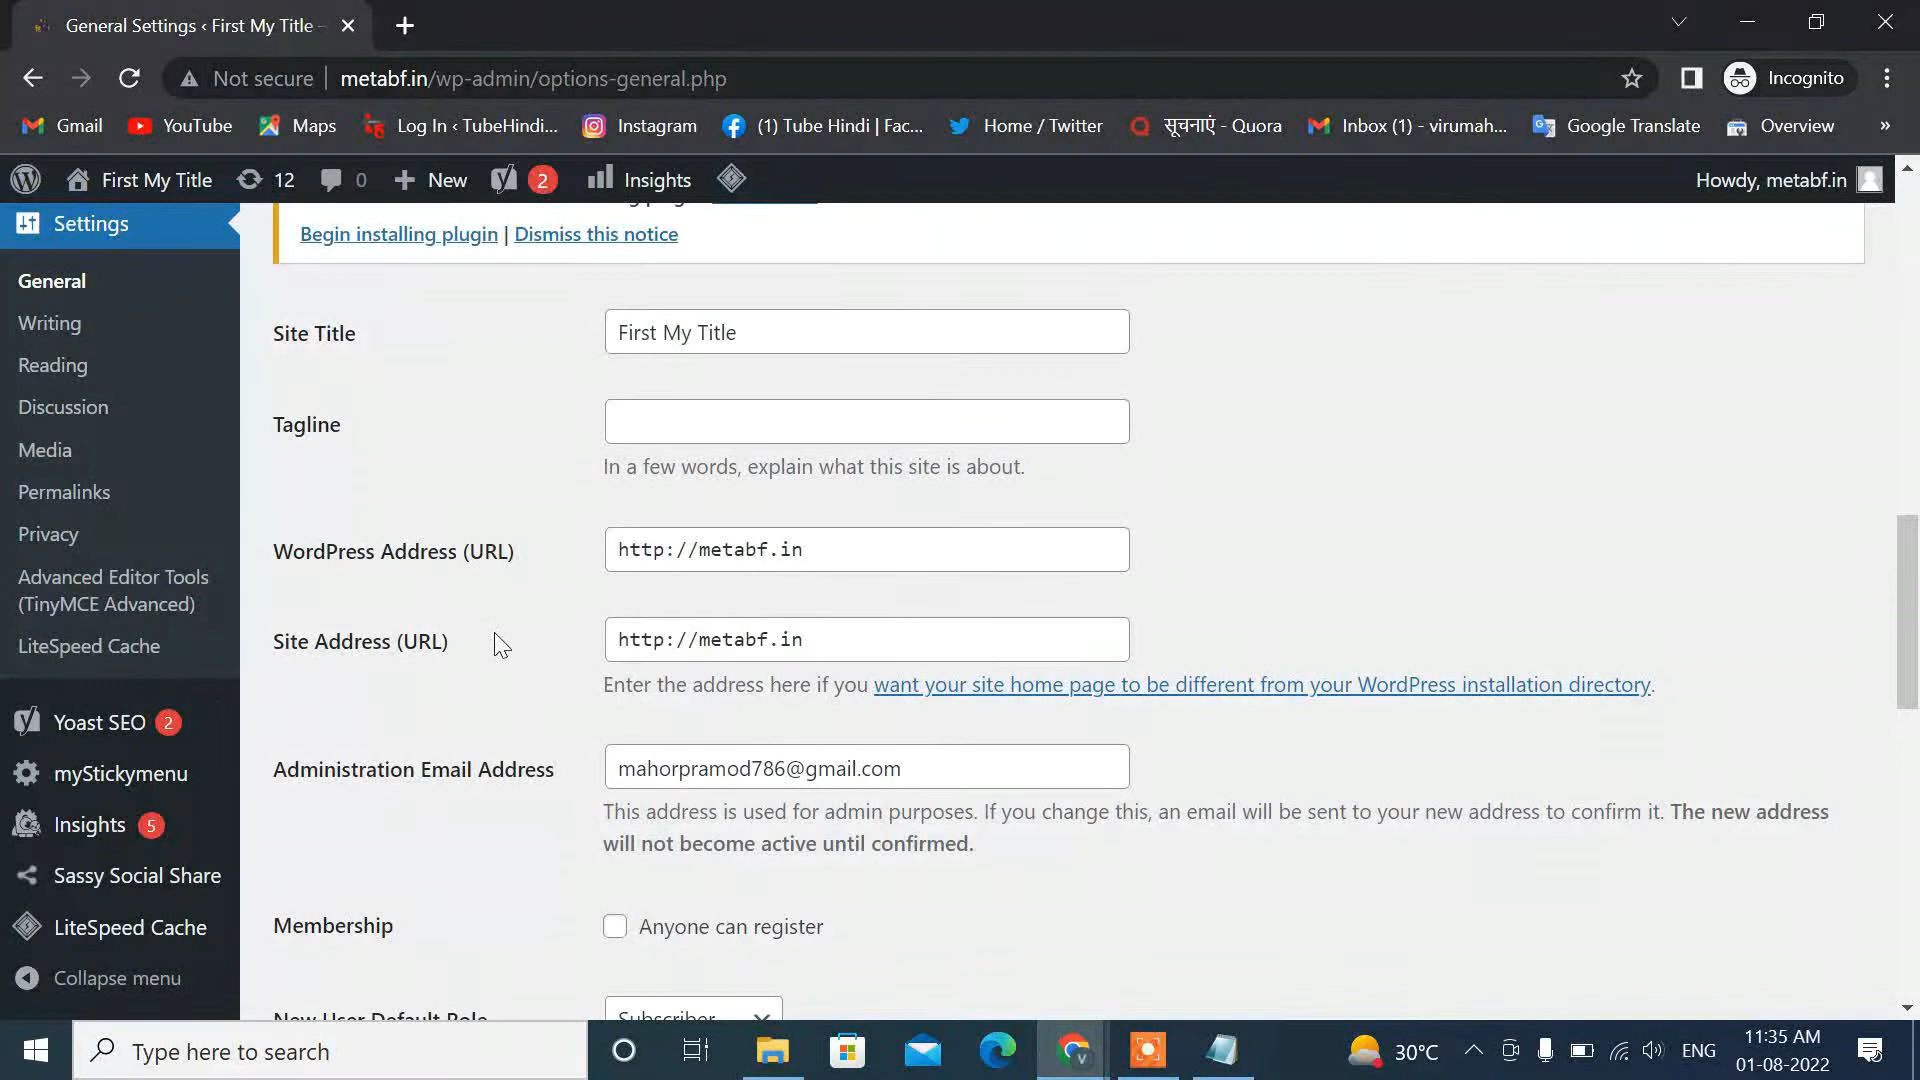 General Settings ‹ First My Title –
Not secure metabf.in/wp-admin/options-general.php Incognito
Gmail YouTube Maps Log In ‹ TubeHindi... Instagram (1) Tube Hindi | Fac... Home / Twitter सूचनाएं - Quora Inbox (1) - virumah... Google Translate Overview »
First My Title 12 0 New 2 Insights Howdy, metabf.in
Settings
General
Writing
Reading
Discussion
Media
Permalinks
Privacy
Advanced Editor Tools
(TinyMCE Advanced)
LiteSpeed Cache
Yoast SEO 2
myStickymenu
Insights 5
Sassy Social Share
LiteSpeed Cache
Collapse menu
Begin installing plugin | Dismiss this notice
Site Title First My Title
Tagline
In a few words, explain what this site is about.
WordPress Address (URL) http://metabf.in
Site Address (URL) http://metabf.in
Enter the address here if you want your site home page to be different from your WordPress installation directory.
Administration Email Address mahorpramod786@gmail.com
This address is used for admin purposes. If you change this, an email will be sent to your new address to confirm it. The new address
will not become active until confirmed.
Membership Anyone can register
New User Default Role Subscriber
Type here to search 30°C ENG 11:35 AM
01-08-2022